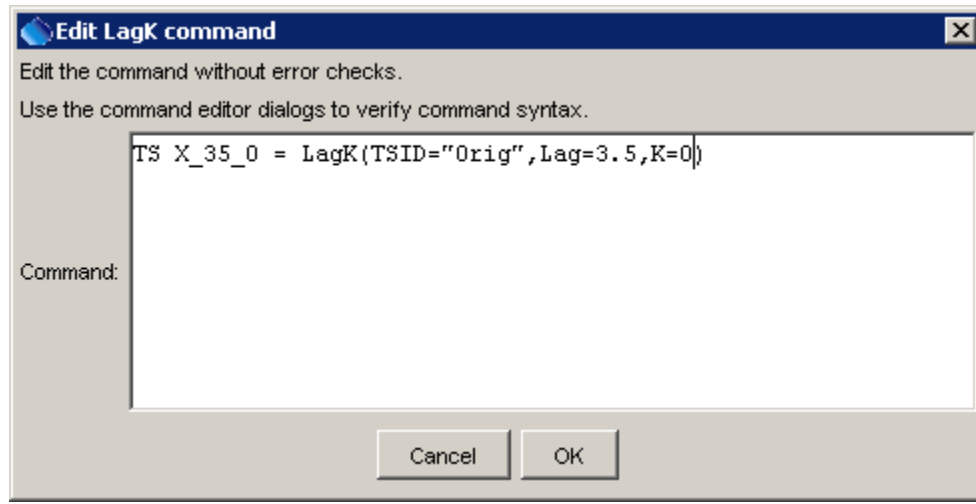 Edit LagK command
Edit the command without error checks.
Use the command editor dialogs to verify command syntax.
TS X_35_0 = LagK(TSID="Orig",Lag=3.5,K=0)
Command:
Cancel
OK